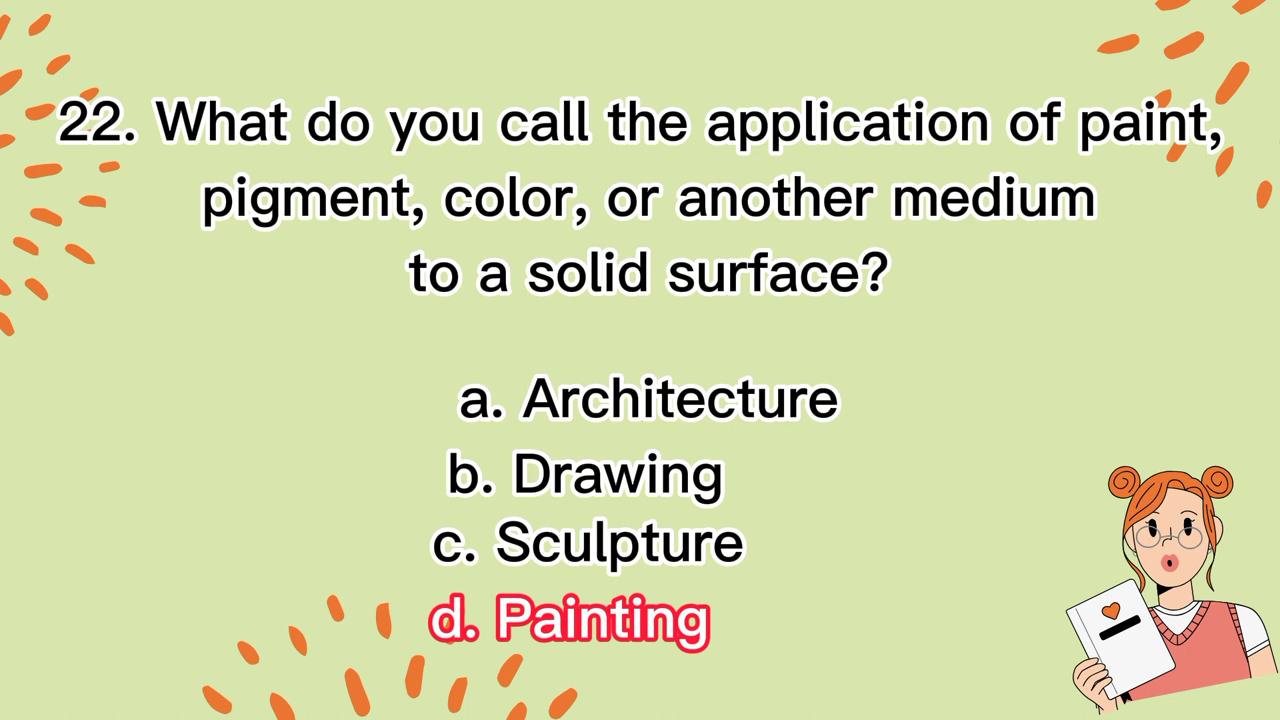 22. What do you call the application of paint,
pigment, color, or another medium
to a solid surface?
a. Architecture
b. Drawing
c. Sculpture
d. Painting